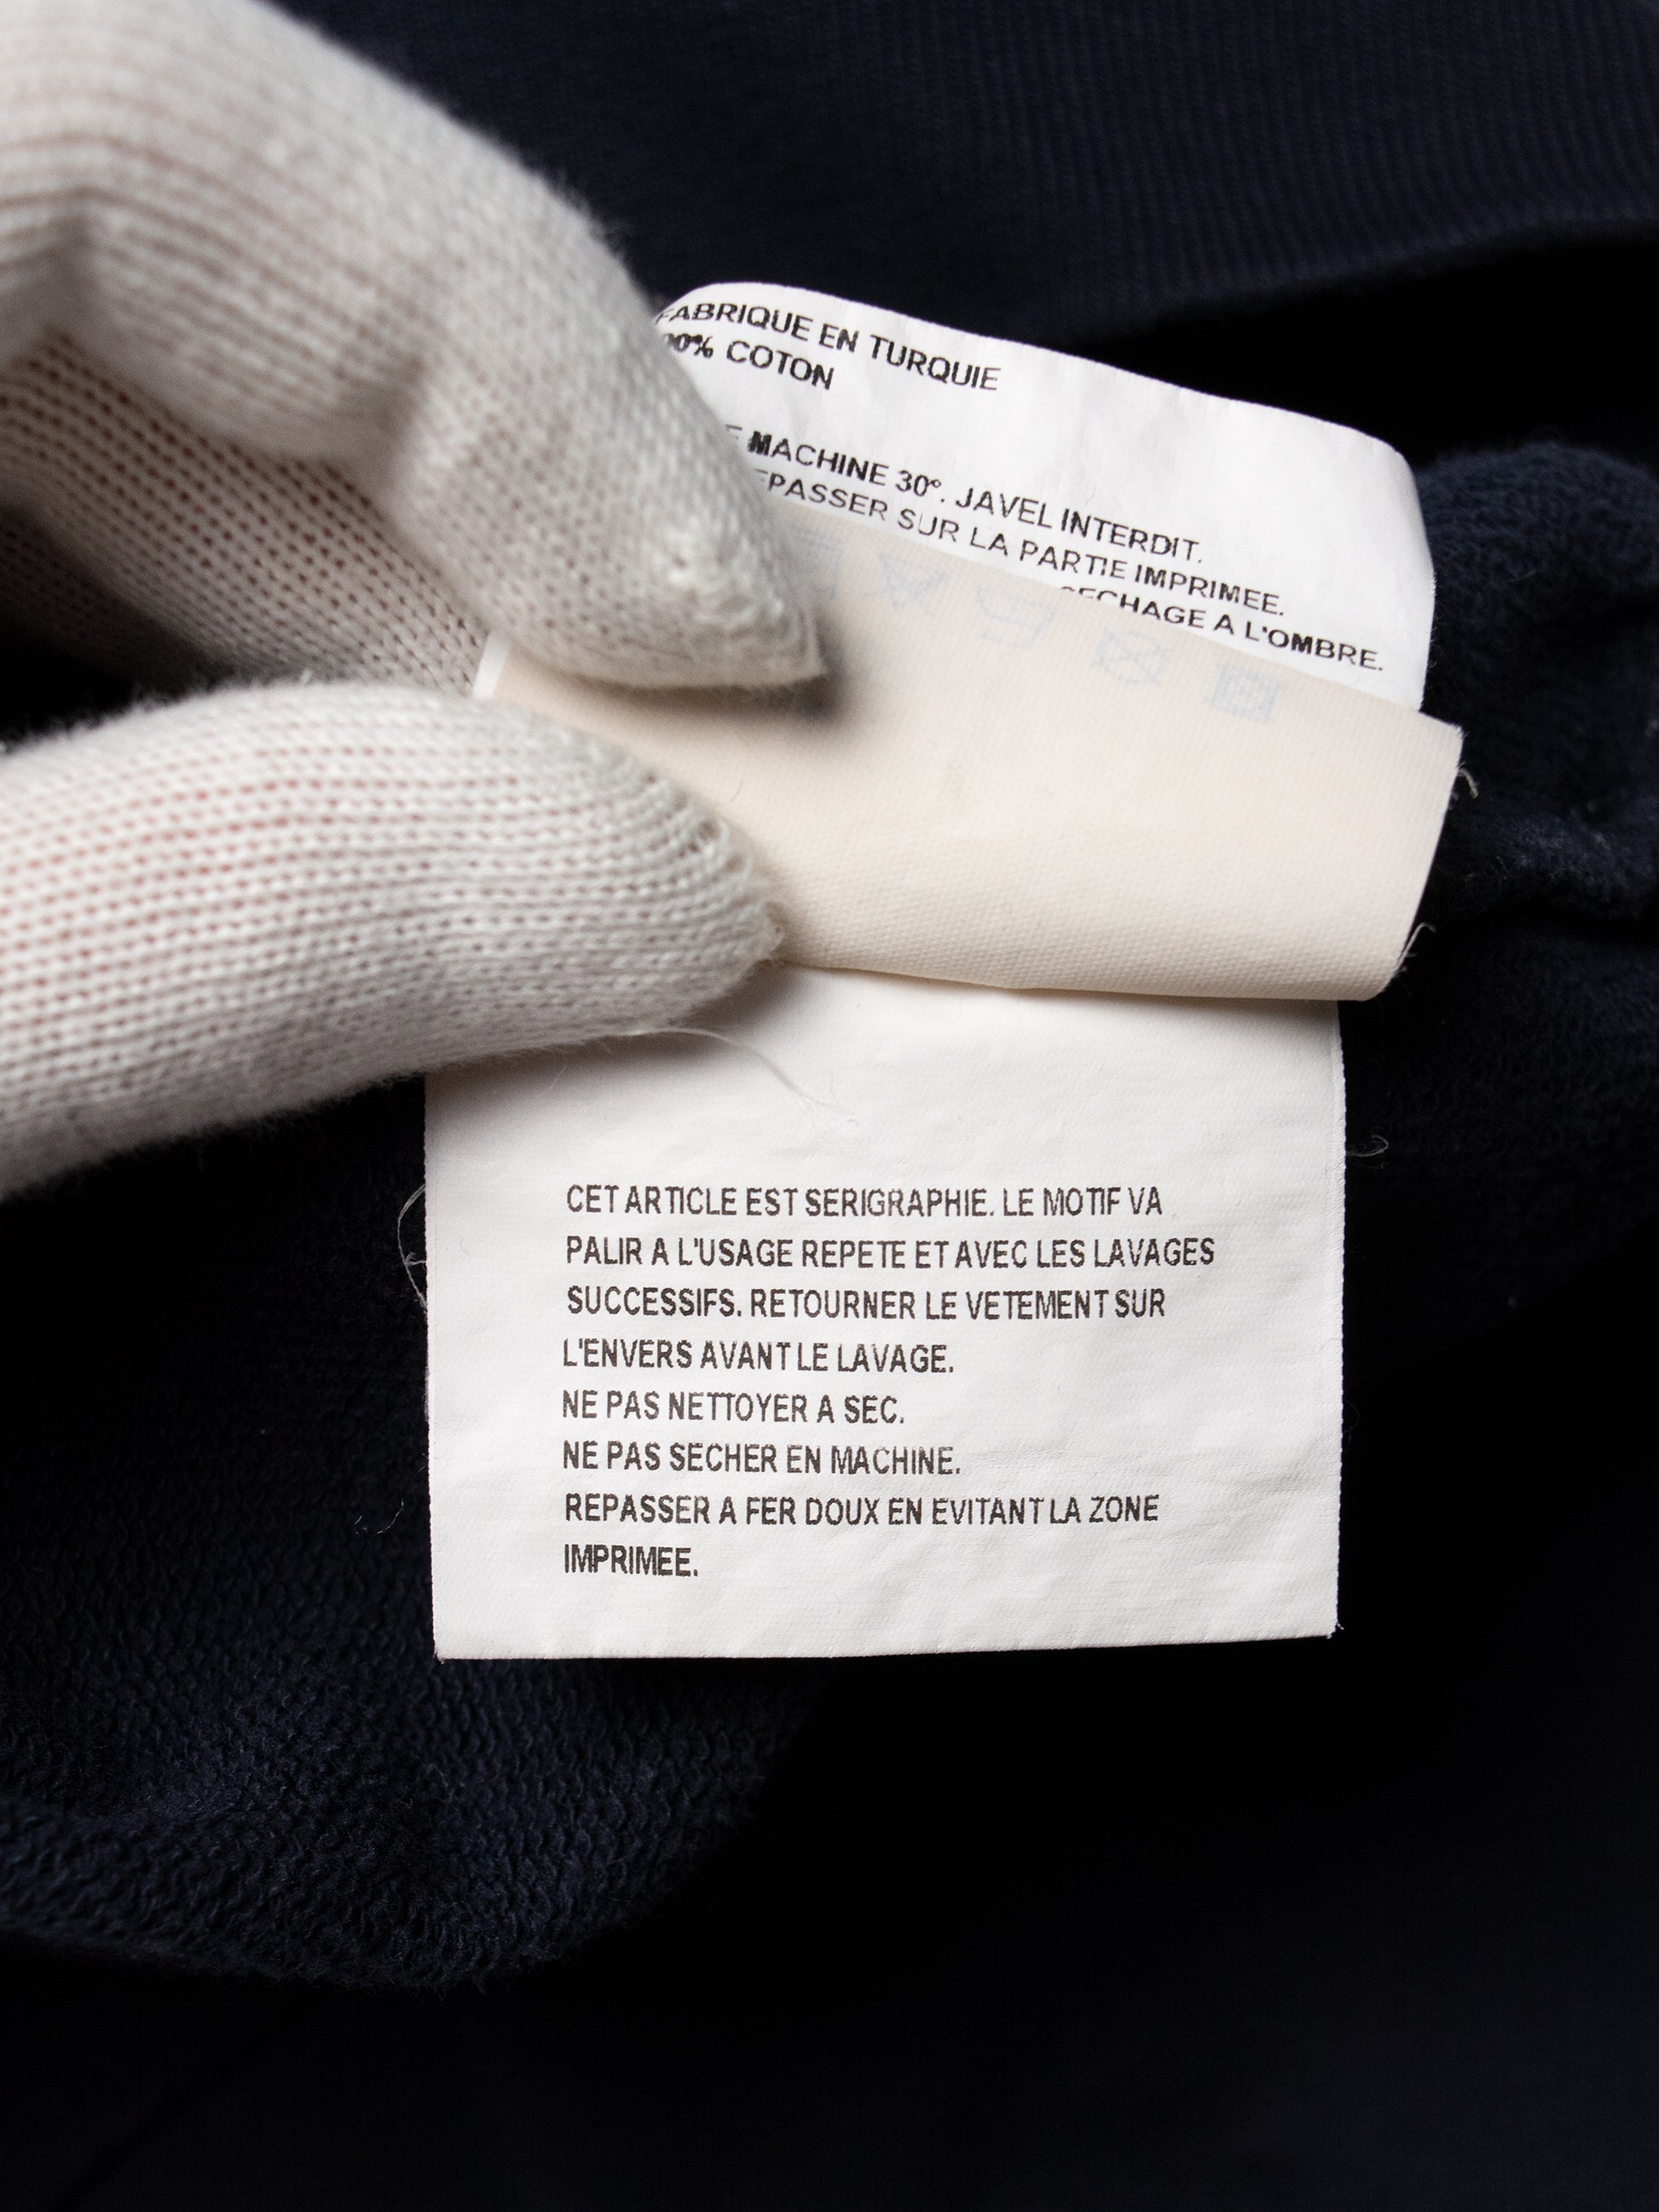 FABRIQUE EN TURQUIE
00% COTON
MACHINE 30°. JAVEL INTERDIT.
EPASSER SUR LA PARTIE IMPRIMEE.
SECHAGE A L'OMBRE.
CET ARTICLE EST SERIGRAPHIE. LE MOTIF VA
PALIR A L'USAGE REPETE ET AVEC LES LAVAGES
SUCCESSIFS. RETOURNER LE VETEMENT SUR
L'ENVERS AVANT LE LAVAGE.
NE PAS NETTOYER A SEC.
NE PAS SECHER EN MACHINE.
REPASSER A FER DOUX EN EVITANT LA ZONE
IMPRIMEE.